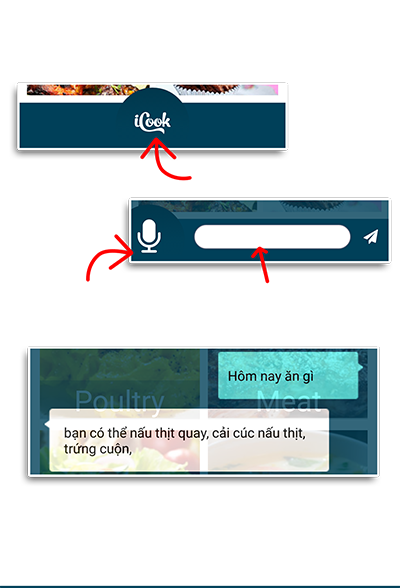 iCook
Hôm nay ăn gì
Poultry
Meat
bạn có thể nấu thịt quay, cải cúc nấu thịt,
trứng cuộn,